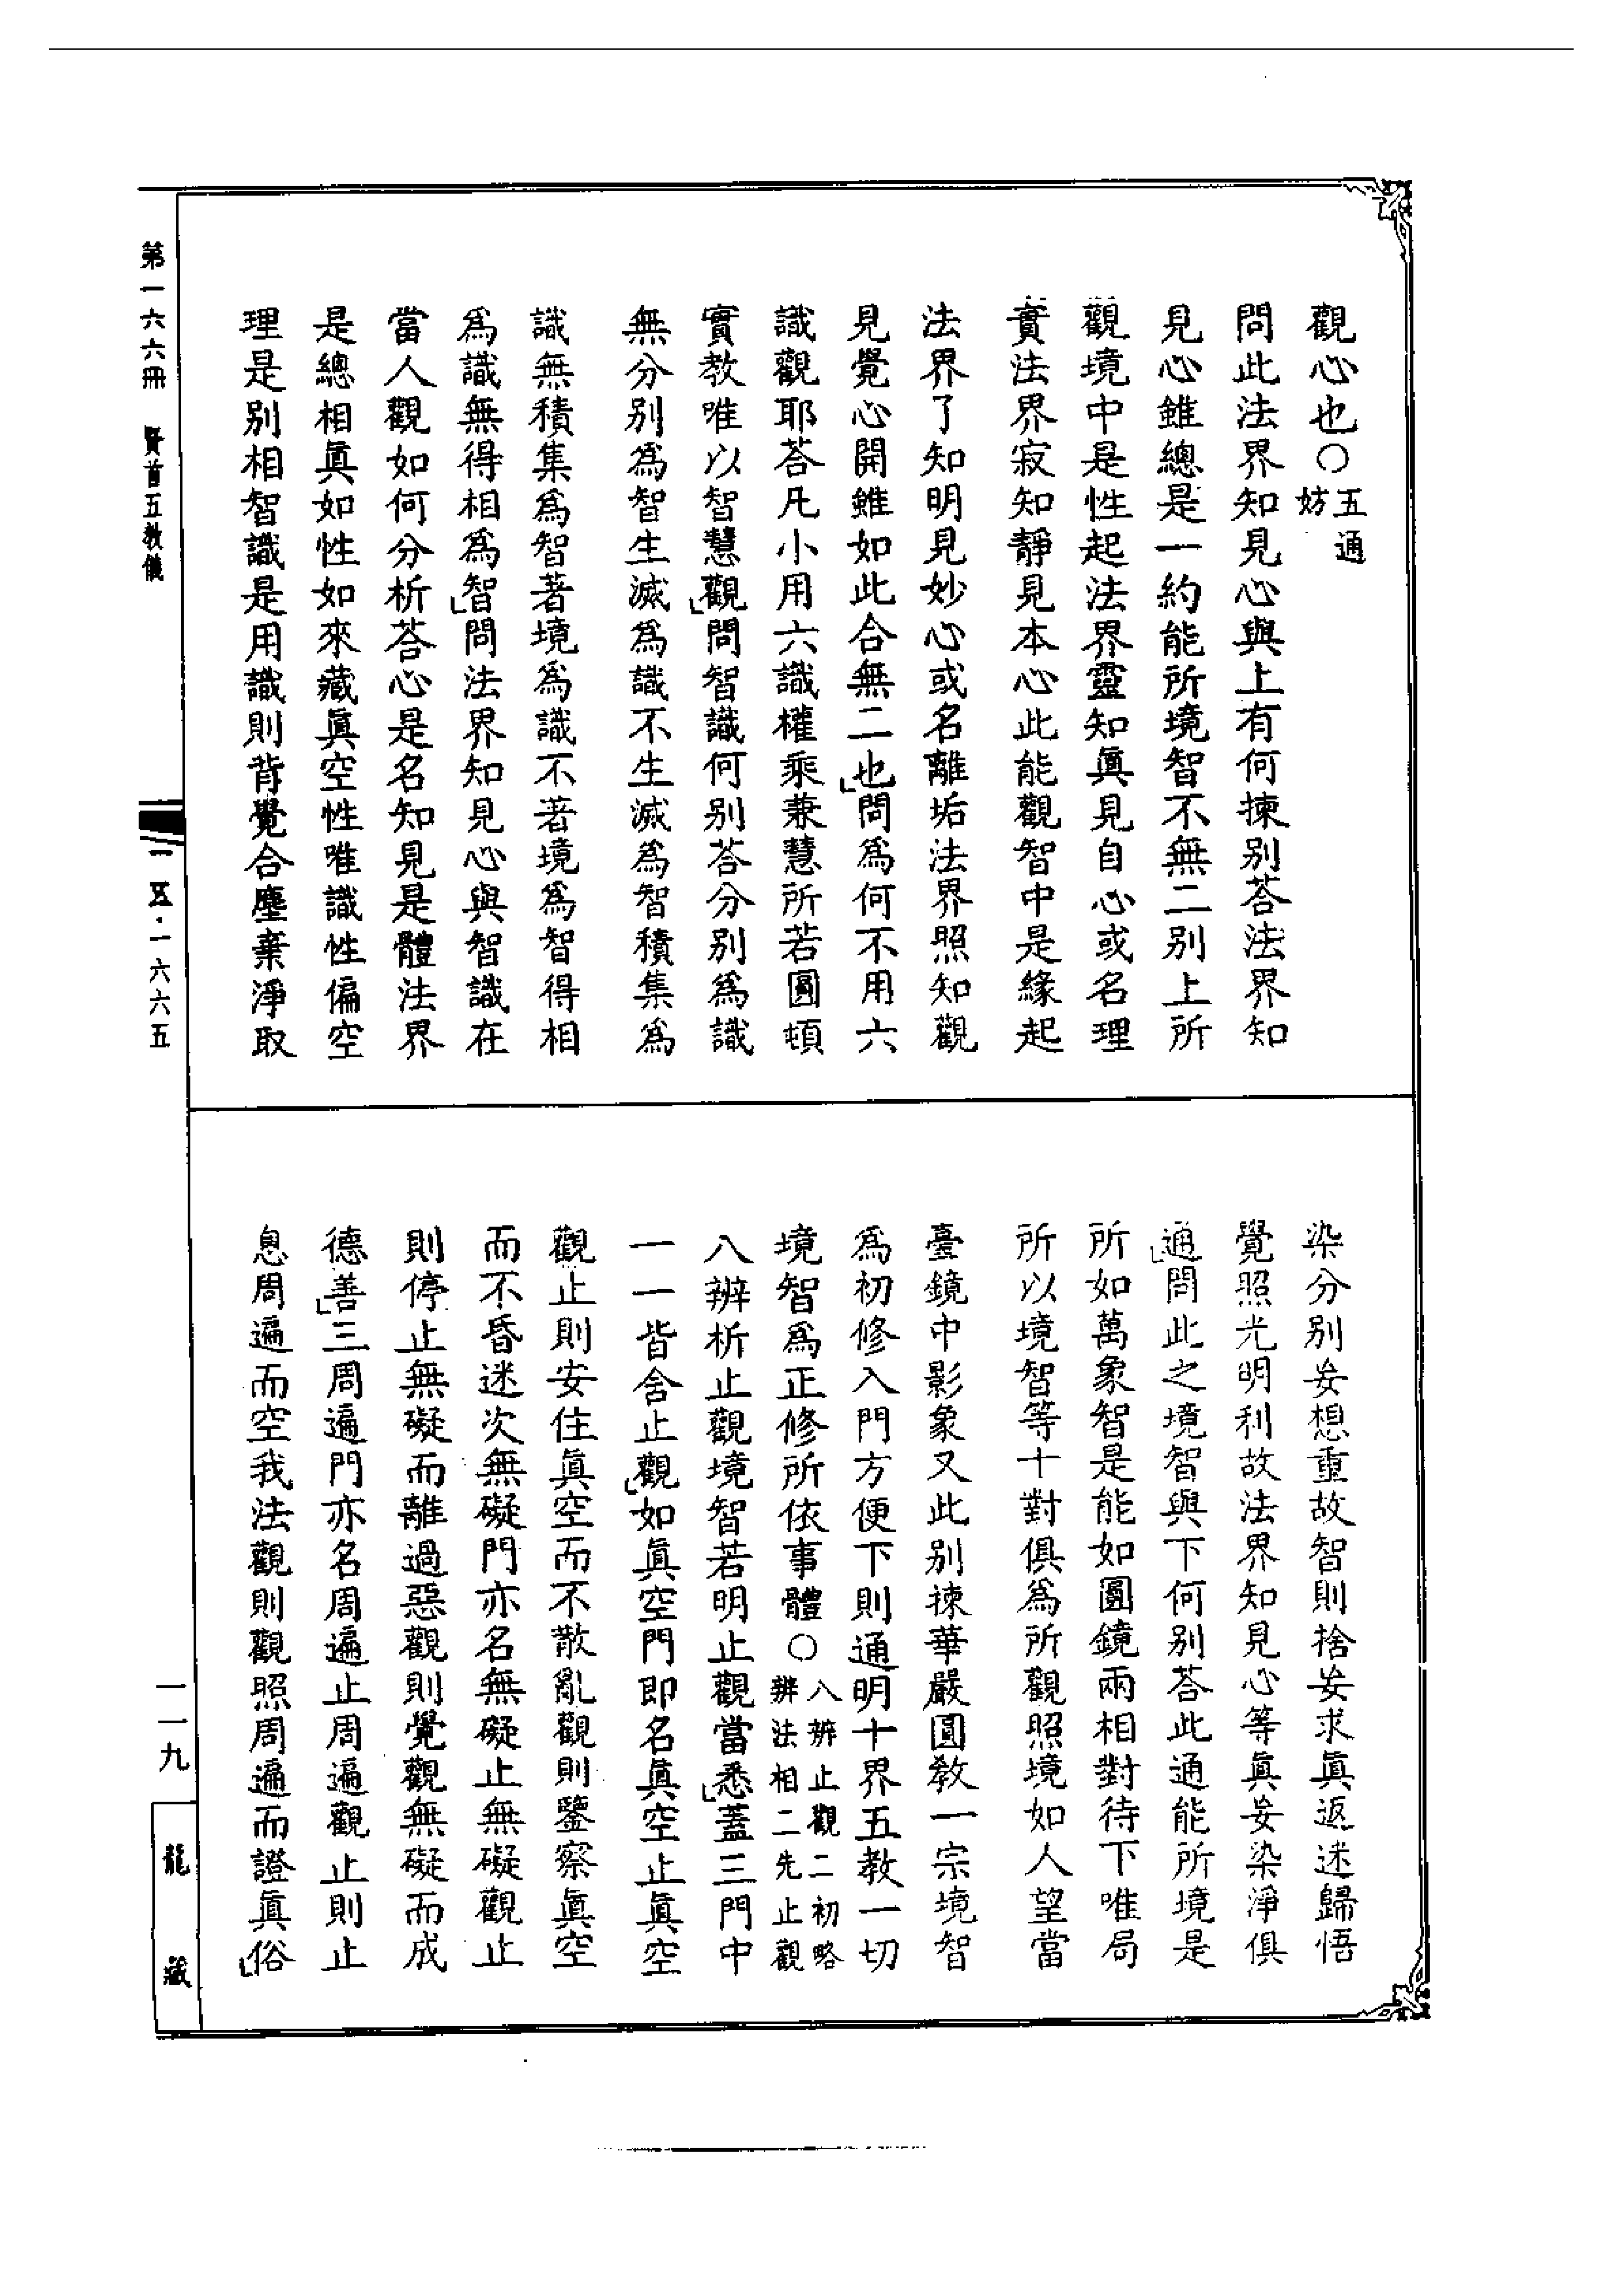 觀心也○五通妨
問此法界知見心與上有何揀別荅法界知
見心雖總是一約能所境智不無二別上所
觀境中是性起法界靈知眞見自心或名理
實法界寂知靜見本心此能觀智中是緣起
法界了知明見妙心或名離垢法界照知觀
見覺心開雖如此合無二也問爲何不用六
識觀耶荅凡小用六識權乘兼慧所若圓頓
實教唯以智慧觀問智識何別荅分別爲識
無分別爲智生滅爲識不生滅爲智積集爲
識無積集爲智著境爲識不著境爲智得相
爲識無得相爲智問法界知見心與智識在
當人觀如何分析荅心是名知見是體法界
是總相眞如性如來藏眞空性唯識性偏空
理是別相智識是用識則背覺合塵棄淨取
染分別妄想重故智則捨妄求眞返迷歸悟
覺照光明利故法界知見心等眞妄染淨俱
通問此之境智與下何別荅此通能所境是
所如萬象智是能如圓鏡兩相對待下唯局
所以境智等十對俱爲所觀照境如人望當
臺鏡中影象又此別揀華嚴圓教一宗境智
爲初修入門方便下則通明十界五教一切
境智爲正修所依事體○八辨止觀二初略辨法相二先止觀
八辨析止觀境智若明止觀當悉蓋三門中
一一皆含止觀如眞空門即名眞空止眞空
觀止則安住眞空而不散亂觀則鑒察眞空
而不昏迷次無礙門亦名無礙止無礙觀止
則停止無礙而離過惡觀則覺觀無礙而成
德善三周遍門亦名周遍止周遍觀止則止
息周遍而空我法觀則觀照周遍而證眞俗
第一六六冊 賢首五教儀
一五·一六六五
一一九
龍藏